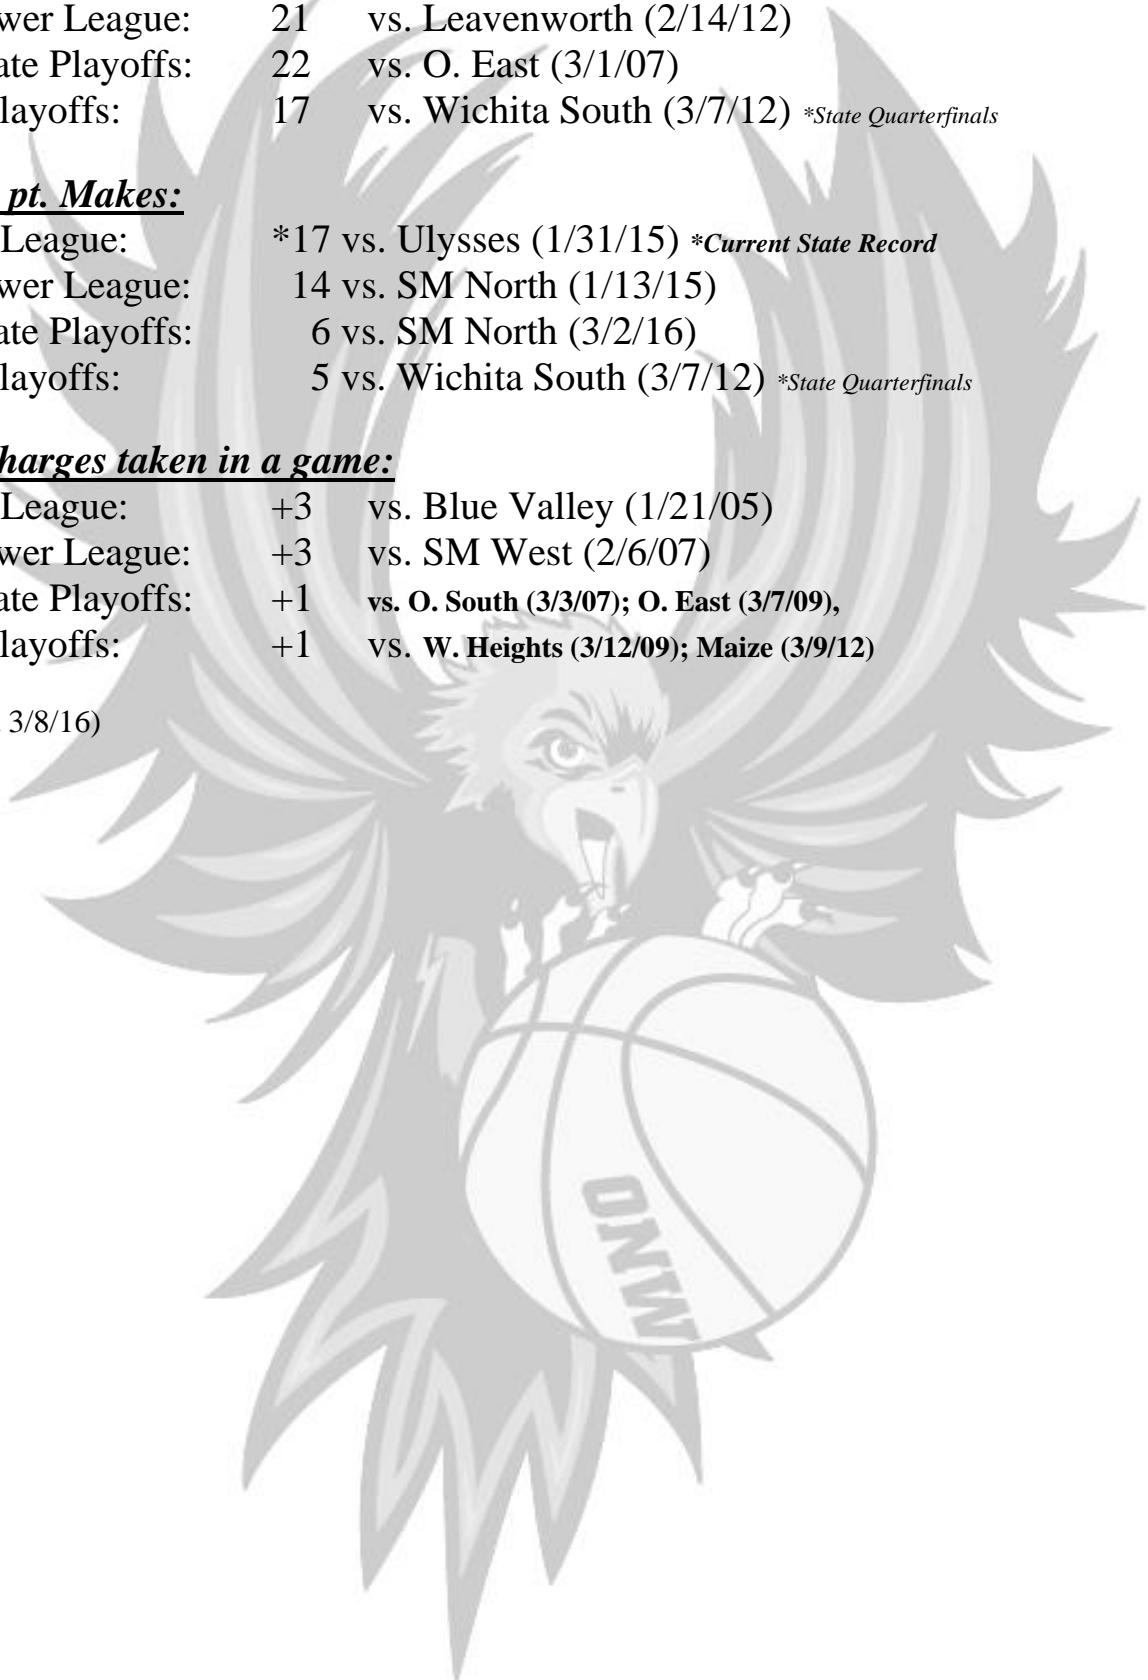 wer League: 21 vs. Leavenworth (2/14/12)
ate Playoffs: 22 vs. O. East (3/1/07)
layoffs: 17 vs. Wichita South (3/7/12) *State Quarterfinals
pt. Makes:
League: *17 vs. Ulysses (1/31/15) *Current State Record
wer League: 14 vs. SM North (1/13/15)
ate Playoffs: 6 vs. SM North (3/2/16)
layoffs: 5 vs. Wichita South (3/7/12) *State Quarterfinals
harges taken in a game:
League: +3 vs. Blue Valley (1/21/05)
wer League: +3 vs. SM West (2/6/07)
ate Playoffs: +1 vs. O. South (3/3/07); O. East (3/7/09),
layoffs: +1 vs. W. Heights (3/12/09); Maize (3/9/12)
3/8/16)
ONW